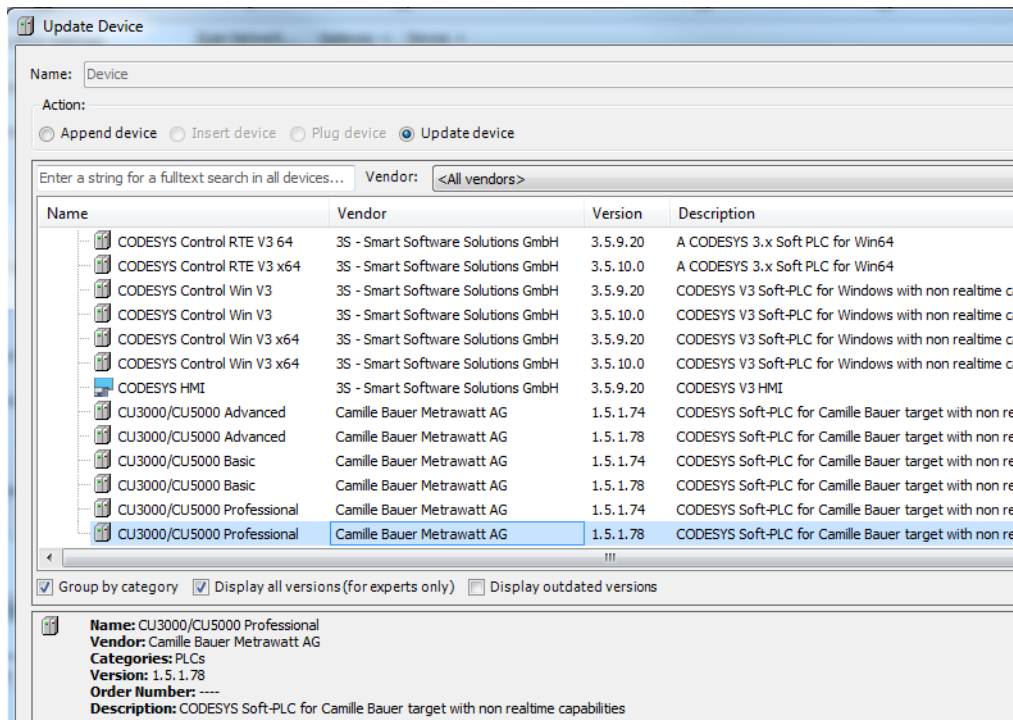 Update Device
Name: Device
Action:
Append device Insert device Plug device Update device
Enter a string for a fulltext search in all devices... Vendor: <All vendors>
Name Vendor Version Description
CODESYS Control RTE V3 64 3S - Smart Software Solutions GmbH 3.5.9.20 A CODESYS 3.x Soft PLC for Win64
CODESYS Control RTE V3 x64 3S - Smart Software Solutions GmbH 3.5.10.0 A CODESYS 3.x Soft PLC for Win64
CODESYS Control Win V3 3S - Smart Software Solutions GmbH 3.5.9.20 CODESYS V3 Soft-PLC for Windows with non realtime c
CODESYS Control Win V3 3S - Smart Software Solutions GmbH 3.5.10.0 CODESYS V3 Soft-PLC for Windows with non realtime c
CODESYS Control Win V3 x64 3S - Smart Software Solutions GmbH 3.5.9.20 CODESYS V3 Soft-PLC for Windows with non realtime c
CODESYS Control Win V3 x64 3S - Smart Software Solutions GmbH 3.5.10.0 CODESYS V3 Soft-PLC for Windows with non realtime c
CODESYS HMI 3S - Smart Software Solutions GmbH 3.5.9.20 CODESYS V3 HMI
CU3000/CU5000 Advanced Camille Bauer Metrawatt AG 1.5.1.74 CODESYS Soft-PLC for Camille Bauer target with non re
CU3000/CU5000 Advanced Camille Bauer Metrawatt AG 1.5.1.78 CODESYS Soft-PLC for Camille Bauer target with non re
CU3000/CU5000 Basic Camille Bauer Metrawatt AG 1.5.1.74 CODESYS Soft-PLC for Camille Bauer target with non re
CU3000/CU5000 Basic Camille Bauer Metrawatt AG 1.5.1.78 CODESYS Soft-PLC for Camille Bauer target with non re
CU3000/CU5000 Professional Camille Bauer Metrawatt AG 1.5.1.74 CODESYS Soft-PLC for Camille Bauer target with non re
CU3000/CU5000 Professional Camille Bauer Metrawatt AG 1.5.1.78 CODESYS Soft-PLC for Camille Bauer target with non re
Group by category Display all versions (for experts only) Display outdated versions
Name: CU3000/CU5000 Professional
Vendor: Camille Bauer Metrawatt AG
Categories: PLCs
Version: 1.5.1.78
Order Number: ----
Description: CODESYS Soft-PLC for Camille Bauer target with non realtime capabilities